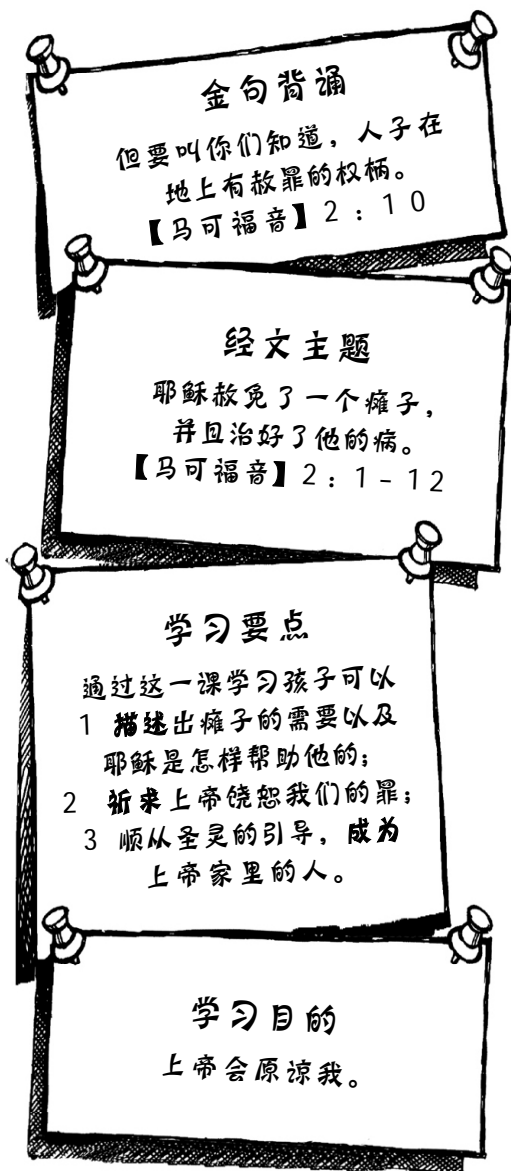 金句背诵
但要叫你们知道，人子在
地上有赦罪的权柄。
【马可福音】2：10
经文主题
耶稣赦免了一个瘫子，
并且治好了他的病。
【马可福音】2：1-12
学习要点
通过这一课学习孩子可以
1 描述出瘫子的需要以及
耶稣是怎样帮助他的；
2 祈求上帝饶恕我们的罪；
3 顺从圣灵的引导，成为
上帝家里的人。
学习目的
上帝会原谅我。